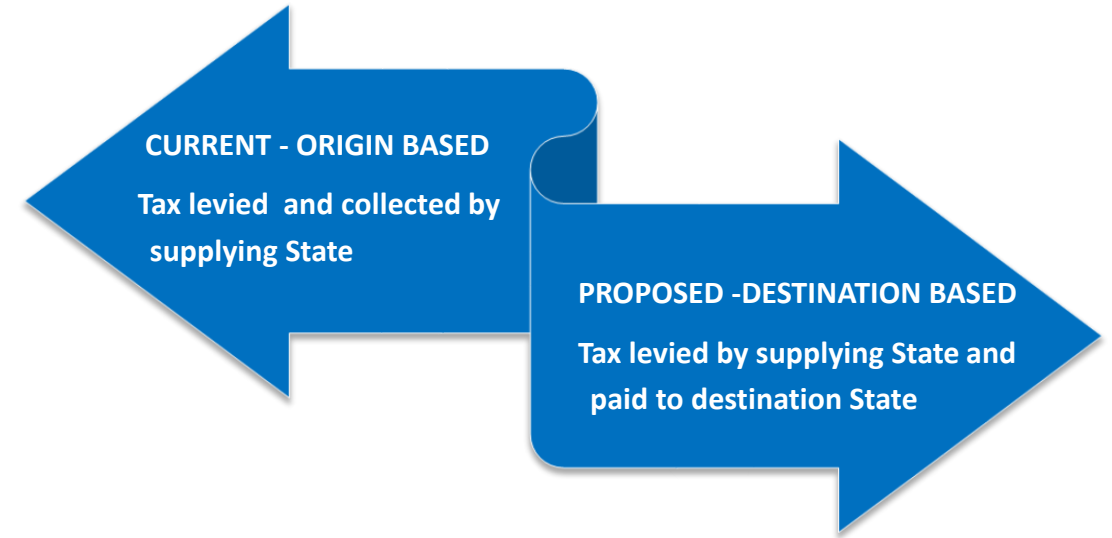 CURRENT - ORIGIN BASED
Tax levied and collected by
supplying State
PROPOSED -DESTINATION BASED
Tax levied by supplying State and
paid to destination State